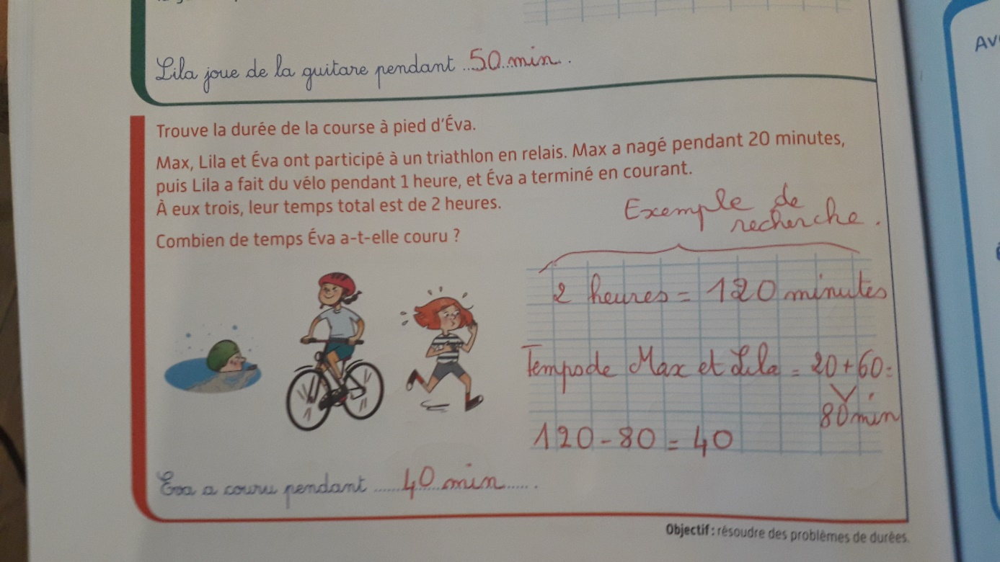 Lila joue de la guitare pendant ..50..min...
Trouve la durée de la course à pied d'Éva.
Max, Lila et Éva ont participé à un triathlon en relais. Max a nagé pendant 20 minutes,
puis Lila a fait du vélo pendant 1 heure, et Éva a terminé en courant.
À eux trois, leur temps total est de 2 heures.
Combien de temps Éva a-t-elle couru ?
Exemple de
recherche.
2 heures = 120 minutes
Temps de Max et Lila = 20+60=
80 min
120-80 = 40
Eva a couru pendant ......40 min......
Objectif : résoudre des problèmes de durées.